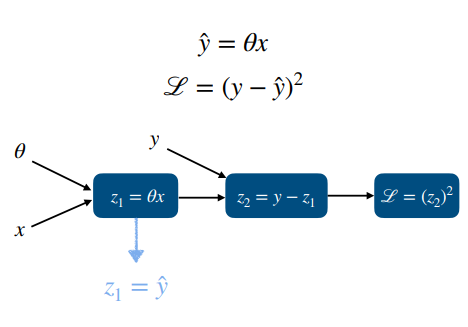 ŷ = θx
ℒ = (y − ŷ)²
θ
y
x
z₁ = θx
z₂ = y − z₁
ℒ = (z₂)²
z₁ = ŷ